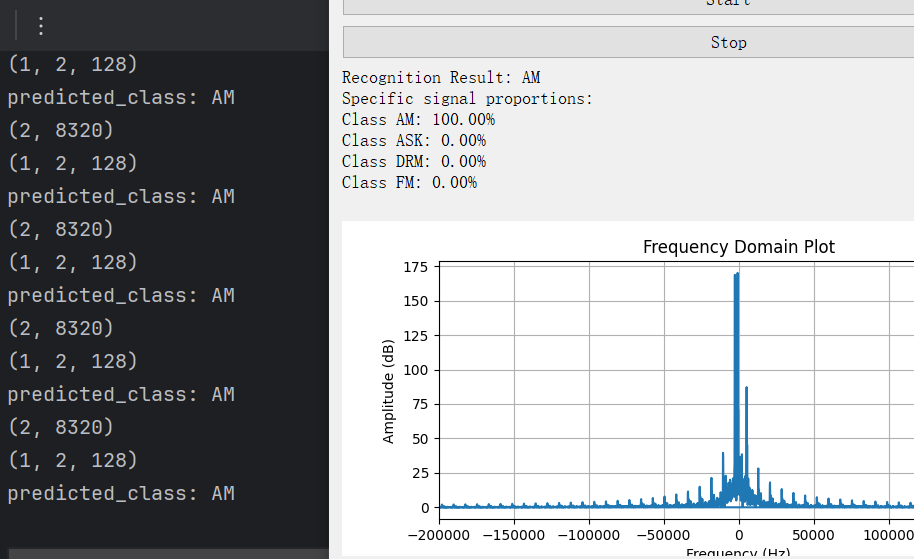 (1, 2, 128)
predicted_class: AM
(2, 8320)
(1, 2, 128)
predicted_class: AM
(2, 8320)
(1, 2, 128)
predicted_class: AM
(2, 8320)
(1, 2, 128)
predicted_class: AM
(2, 8320)
(1, 2, 128)
predicted_class: AM
Start
Stop
Recognition Result: AM
Specific signal proportions:
Class AM: 100.00%
Class ASK: 0.00%
Class DRM: 0.00%
Class FM: 0.00%
Frequency Domain Plot
Amplitude (dB)
175
150
125
100
75
50
25
0
−200000 −150000 −100000 −50000 0 50000 100000
Frequency (Hz)